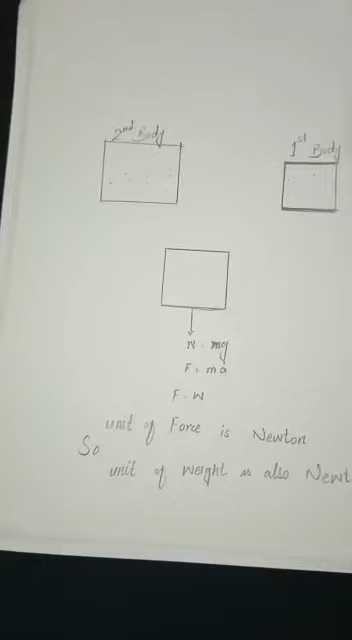 2nd Body
1st Body
W = mg
F = ma
F = W
unit of Force is Newton
So
unit of weight is also Newt